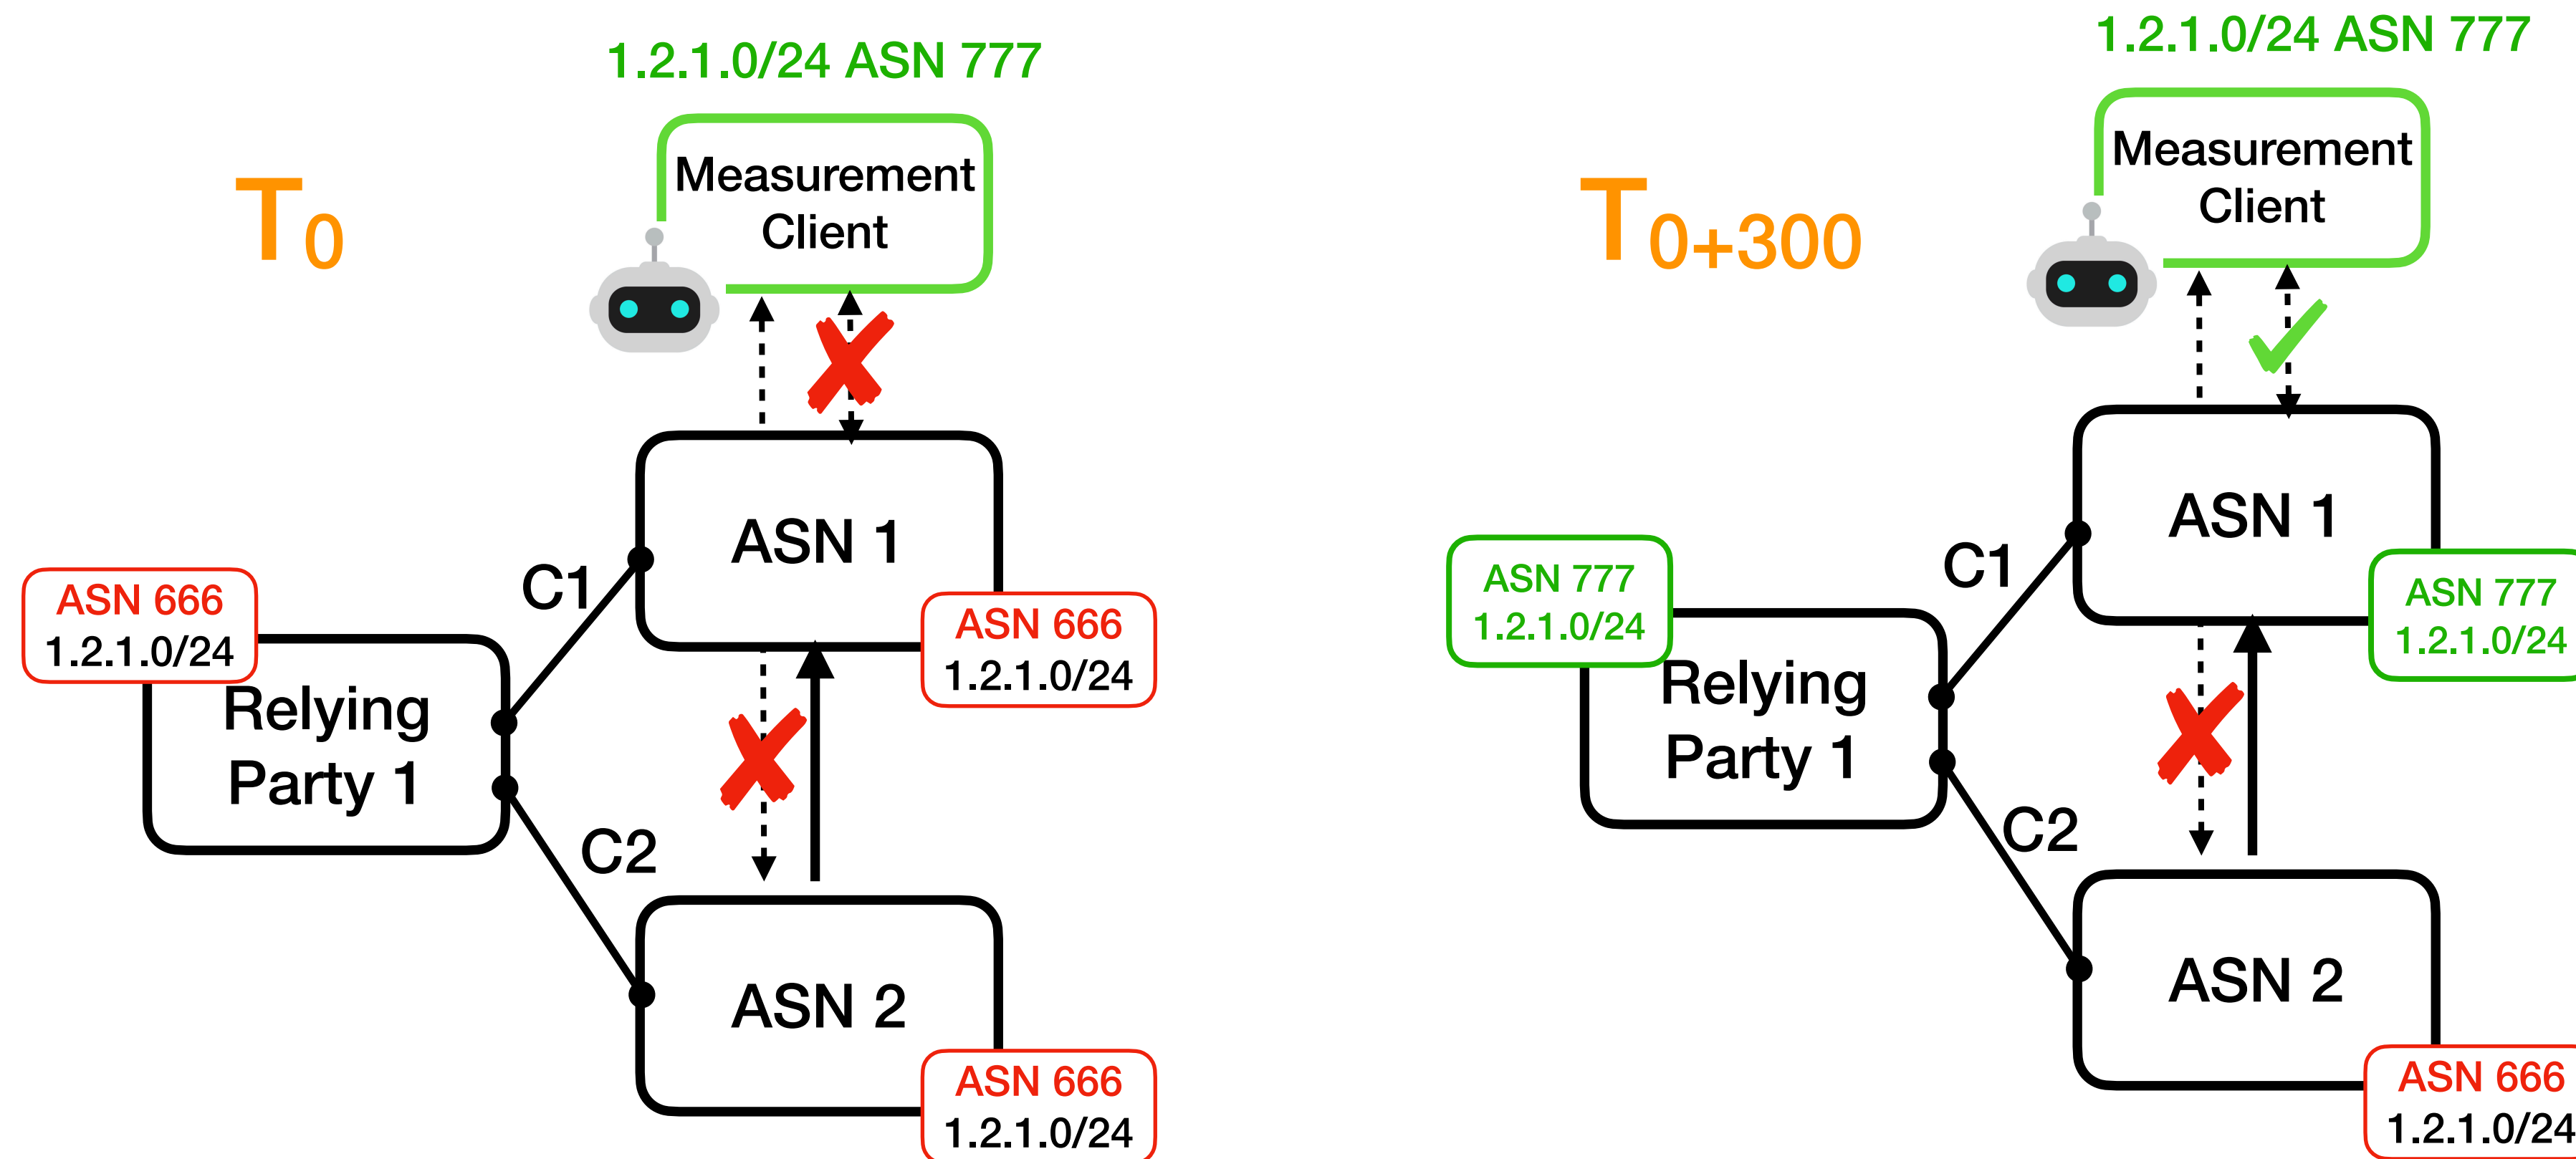 1.2.1.0/24 ASN 777
T0
Measurement
Client
ASN 1
C1
ASN 666
1.2.1.0/24
ASN 666
1.2.1.0/24
Relying
Party 1
C2
ASN 2
ASN 666
1.2.1.0/24
1.2.1.0/24 ASN 777
T0+300
Measurement
Client
ASN 1
C1
ASN 777
1.2.1.0/24
ASN 777
1.2.1.0/24
Relying
Party 1
C2
ASN 2
ASN 666
1.2.1.0/24